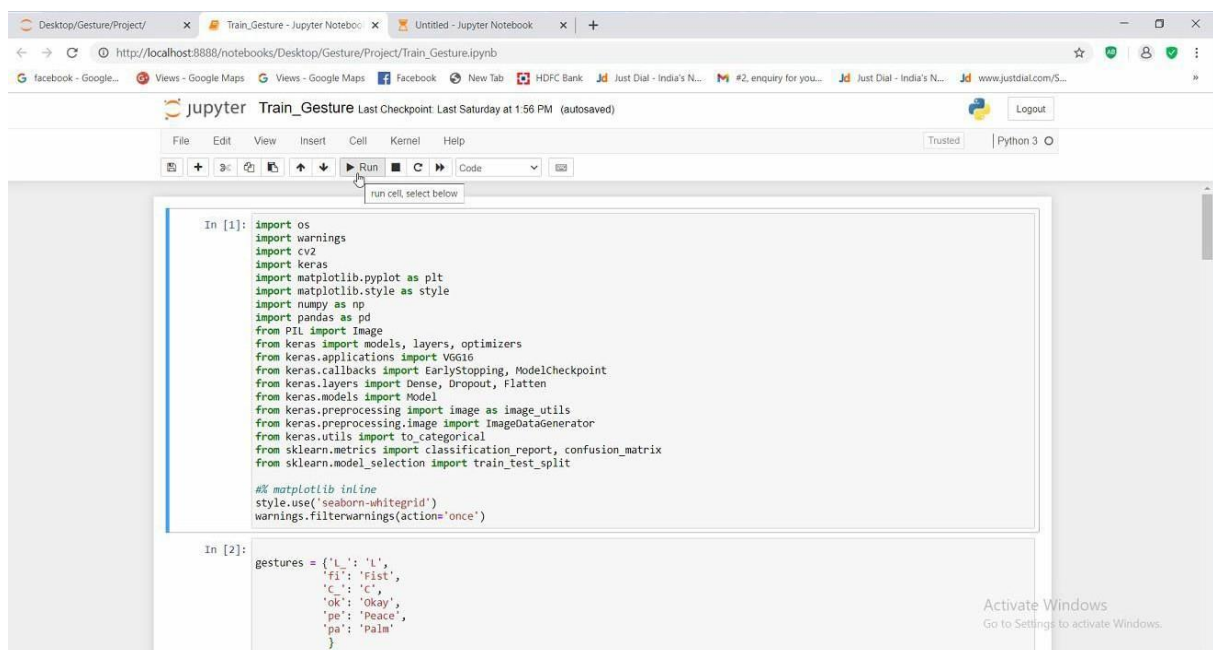 Desktop/Gesture/Project/ Train_Gesture - Jupyter Noteboo Untitled - Jupyter Notebook
http://localhost:8888/notebooks/Desktop/Gesture/Project/Train_Gesture.ipynb
facebook - Google... Views - Google Maps Views - Google Maps Facebook New Tab HDFC Bank Just Dial - India's N... #2, enquiry for you... Just Dial - India's N... www.justdial.com/S...
jupyter Train_Gesture Last Checkpoint: Last Saturday at 1:56 PM (autosaved) Logout
File Edit View Insert Cell Kernel Help Trusted Python 3
Run Code
run cell, select below
In [1]: import os
import warnings
import cv2
import keras
import matplotlib.pyplot as plt
import matplotlib.style as style
import numpy as np
import pandas as pd
from PIL import Image
from keras import models, layers, optimizers
from keras.applications import VGG16
from keras.callbacks import EarlyStopping, ModelCheckpoint
from keras.layers import Dense, Dropout, Flatten
from keras.models import Model
from keras.preprocessing import image as image_utils
from keras.preprocessing.image import ImageDataGenerator
from keras.utils import to_categorical
from sklearn.metrics import classification_report, confusion_matrix
from sklearn.model_selection import train_test_split
#% matplotlib inline
style.use('seaborn-whitegrid')
warnings.filterwarnings(action='once')
In [2]:
gestures = {'L_': 'L',
'fi': 'Fist',
'C_': 'C',
'ok': 'Okay',
'pe': 'Peace',
'pa': 'Palm'
}
Activate Windows
Go to Settings to activate Windows.